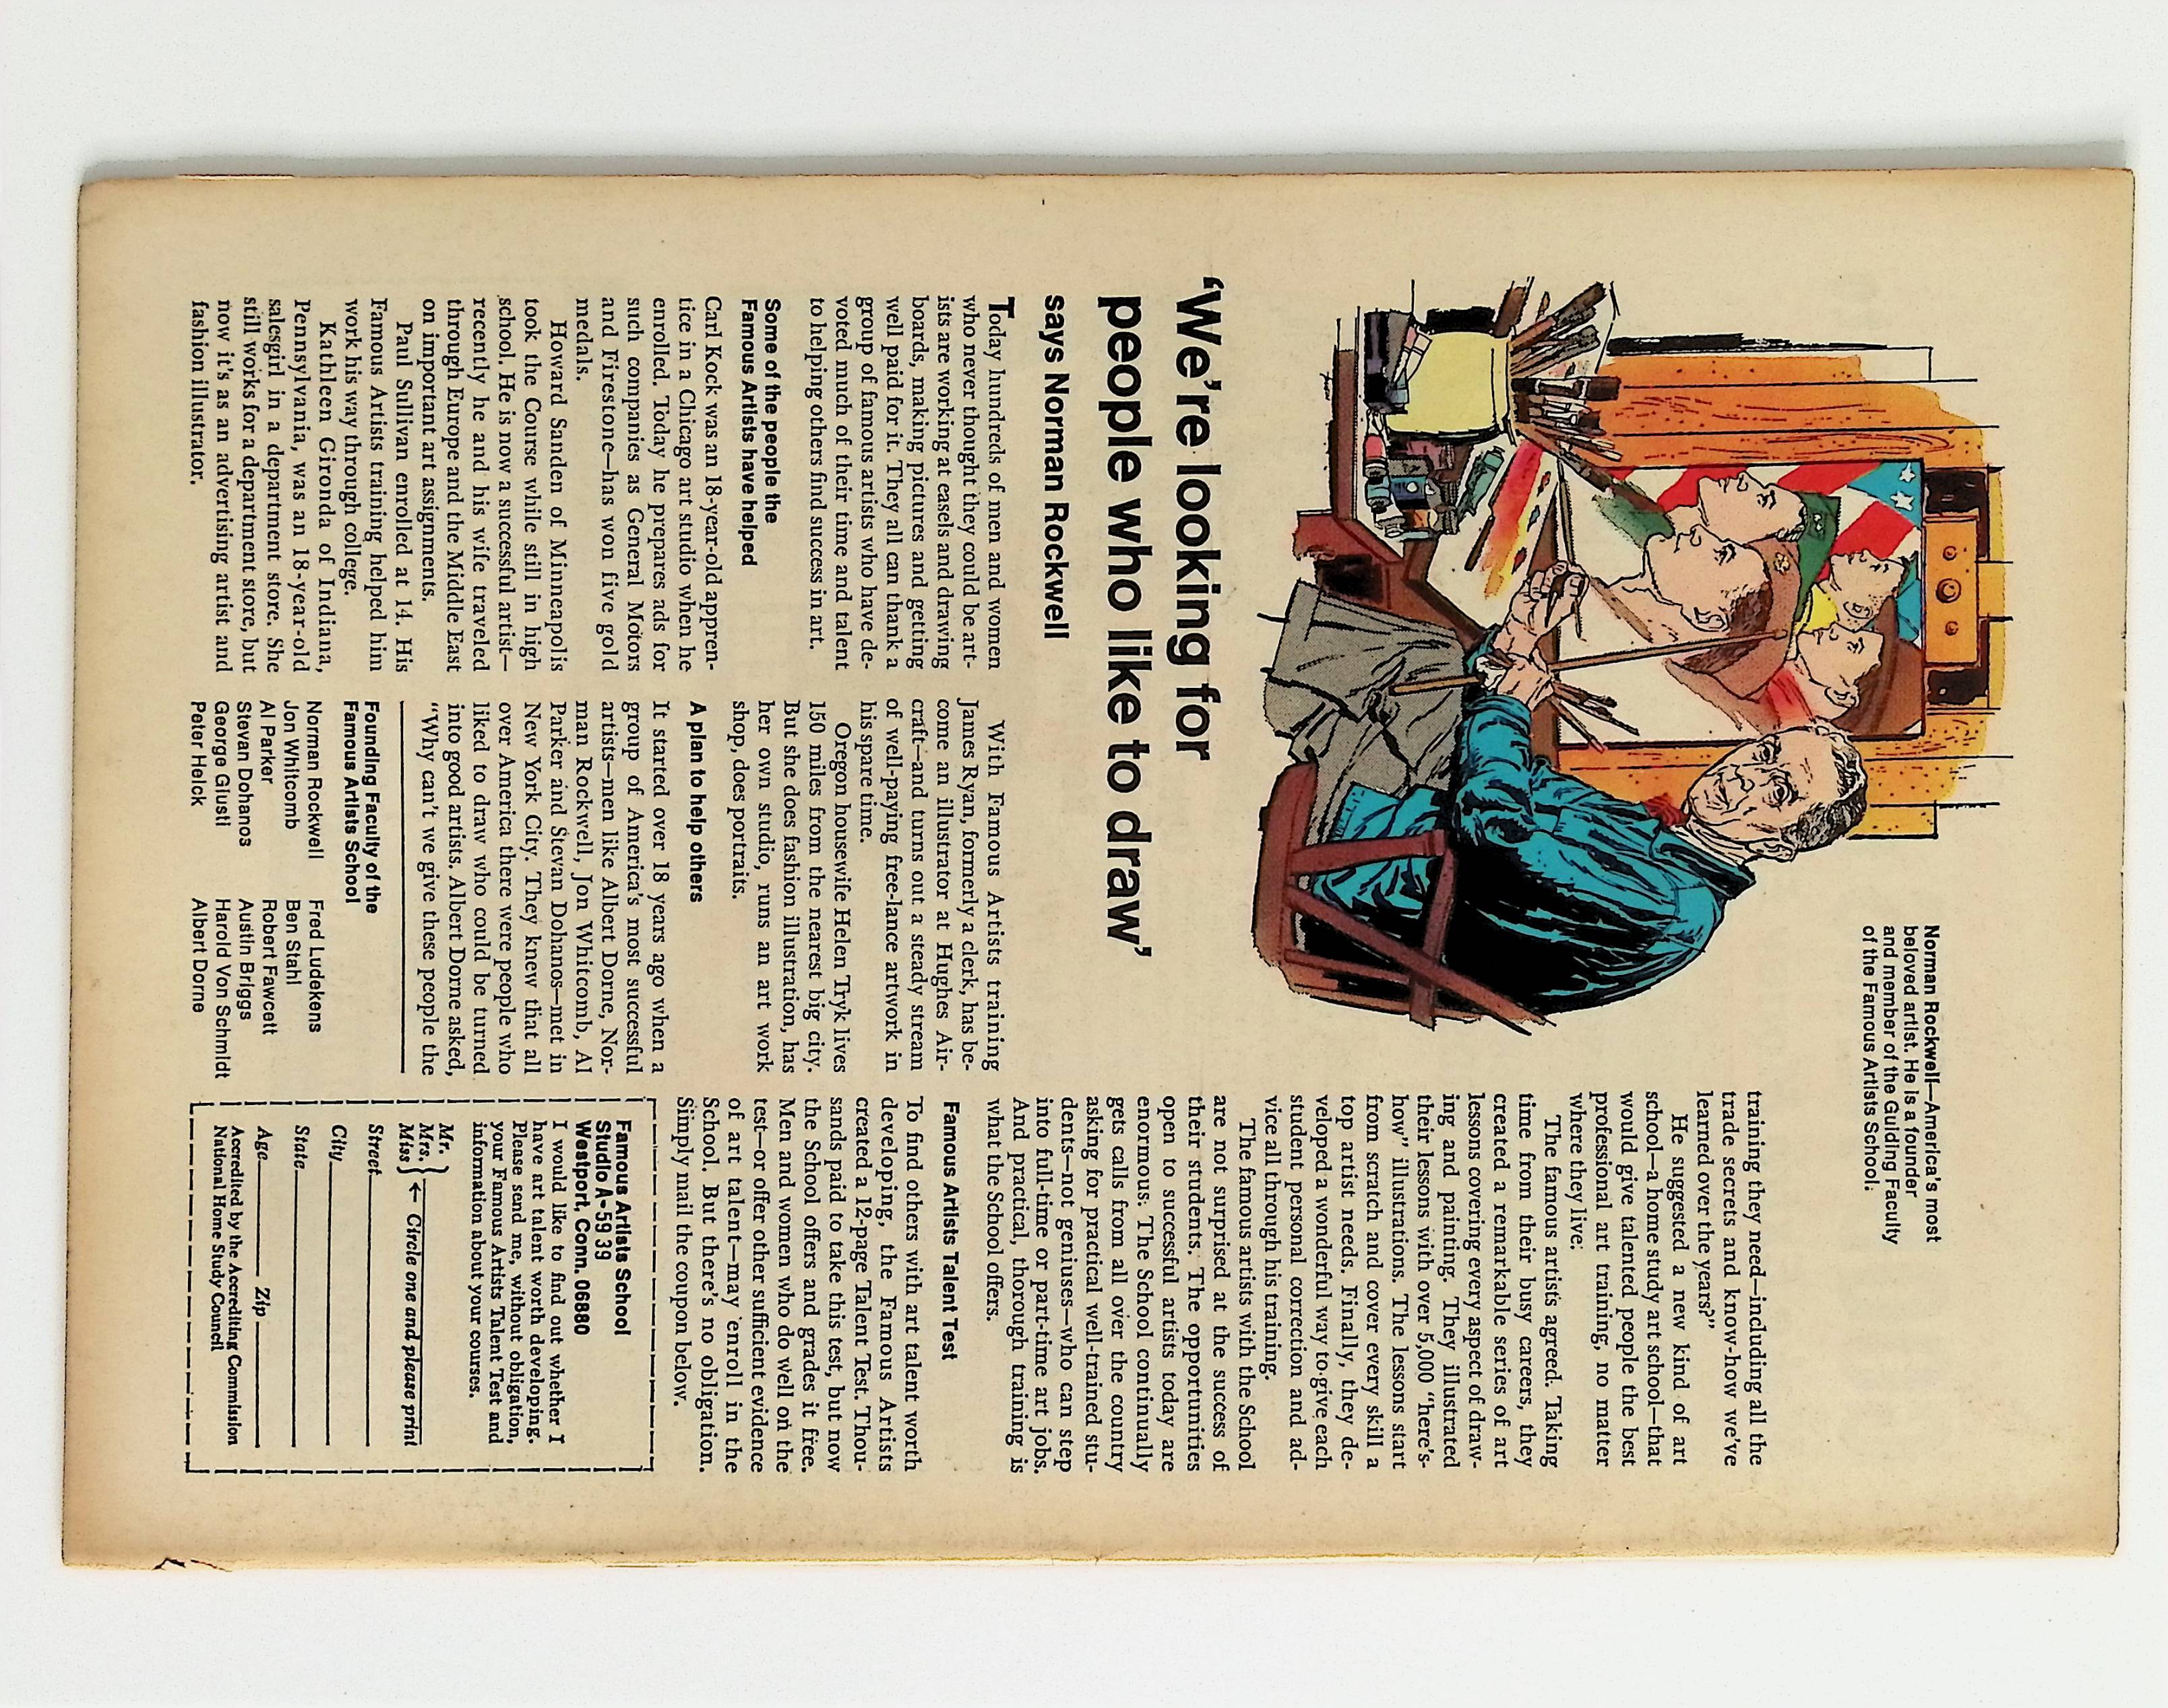 Norman Rockwell—America's most
beloved artist. He is a founder
and member of the Guiding Faculty
of the Famous Artists School.
‘We’re looking for
people who like to draw’
says Norman Rockwell
Today hundreds of men and women
who never thought they could be art-
ists are working at easels and drawing
boards, making pictures and getting
well paid for it. They all can thank a
group of famous artists who have de-
voted much of their time and talent
to helping others find success in art.
Some of the people the
Famous Artists have helped
Carl Kock was an 18-year-old appren-
tice in a Chicago art studio when he
enrolled. Today he prepares ads for
such companies as General Motors
and Firestone—has won five gold
medals.
Howard Sanden of Minneapolis
took the Course while still in high
school. He is now a successful artist—
recently he and his wife traveled
through Europe and the Middle East
on important art assignments.
Paul Sullivan enrolled at 14. His
Famous Artists training helped him
work his way through college.
Kathleen Gironda of Indiana,
Pennsylvania, was an 18-year-old
salesgirl in a department store. She
still works for a department store, but
now it's as an advertising artist and
fashion illustrator.
With Famous Artists training
James Ryan, formerly a clerk, has be-
come an illustrator at Hughes Air-
craft—and turns out a steady stream
of well-paying free-lance artwork in
his spare time.
Oregon housewife Helen Tryk lives
150 miles from the nearest big city.
But she does fashion illustration, has
her own studio, runs an art work
shop, does portraits.
A plan to help others
It started over 18 years ago when a
group of America's most successful
artists—men like Albert Dorne, Nor-
man Rockwell, Jon Whitcomb, Al
Parker and Stevan Dohanos—met in
New York City. They knew that all
over America there were people who
liked to draw who could be turned
into good artists. Albert Dorne asked,
“Why can't we give these people the
Founding Faculty of the
Famous Artists School
Norman Rockwell
Jon Whitcomb
Al Parker
Stevan Dohanos
George Giusti
Peter Helck
Fred Ludekens
Ben Stahl
Robert Fawcett
Austin Briggs
Harold Von Schmidt
Albert Dorne
training they need—including all the
trade secrets and know-how we've
learned over the years?”
He suggested a new kind of art
school—a home study art school—that
would give talented people the best
professional art training, no matter
where they live.
The famous artists agreed. Taking
time from their busy careers, they
created a remarkable series of art
lessons covering every aspect of draw-
ing and painting. They illustrated
their lessons with over 5,000 “here's-
how” illustrations. The lessons start
from scratch and cover every skill a
top artist needs. Finally, they de-
veloped a wonderful way to give each
student personal correction and ad-
vice all through his training.
The famous artists with the School
are not surprised at the success of
their students. The opportunities
open to successful artists today are
enormous. The School continually
gets calls from all over the country
asking for practical well-trained stu-
dents—not geniuses—who can step
into full-time or part-time art jobs.
And practical, thorough training is
what the School offers.
Famous Artists Talent Test
To find others with art talent worth
developing, the Famous Artists
created a 12-page Talent Test. Thou-
sands paid to take this test, but now
the School offers and grades it free.
Men and women who do well on the
test—or offer other sufficient evidence
of art talent—may enroll in the
School. But there's no obligation.
Simply mail the coupon below.
Famous Artists School
Studio A-5939
Westport, Conn. 06880
I would like to find out whether I
have art talent worth developing.
Please send me, without obligation,
your Famous Artists Talent Test and
information about your courses.
Mr.
Mrs.
Miss ← Circle one and please print
Street
City
State
Age Zip
Accredited by the Accrediting Commission
National Home Study Council